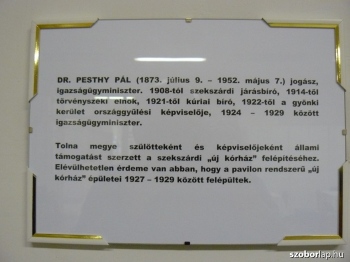 DR. PESTHY PÁL (1873. július 9. – 1952. május 7.) jogász,
igazságügyminiszter. 1908-tól szekszárdi járásbíró, 1914-től
törvényszéki elnök, 1921-től kúriai bíró, 1922-től a gyönki
kerület országgyűlési képviselője, 1924 – 1929 között
igazságügyminiszter.
Tolna megye szülötteként és képviselőjeként állami
támogatást szerzett a szekszárdi „új kórház” felépítéséhez.
Elévülhetetlen érdeme van abban, hogy a pavilon rendszerű „új
kórház” épületei 1927 – 1929 között felépültek.
szoborlap.hu